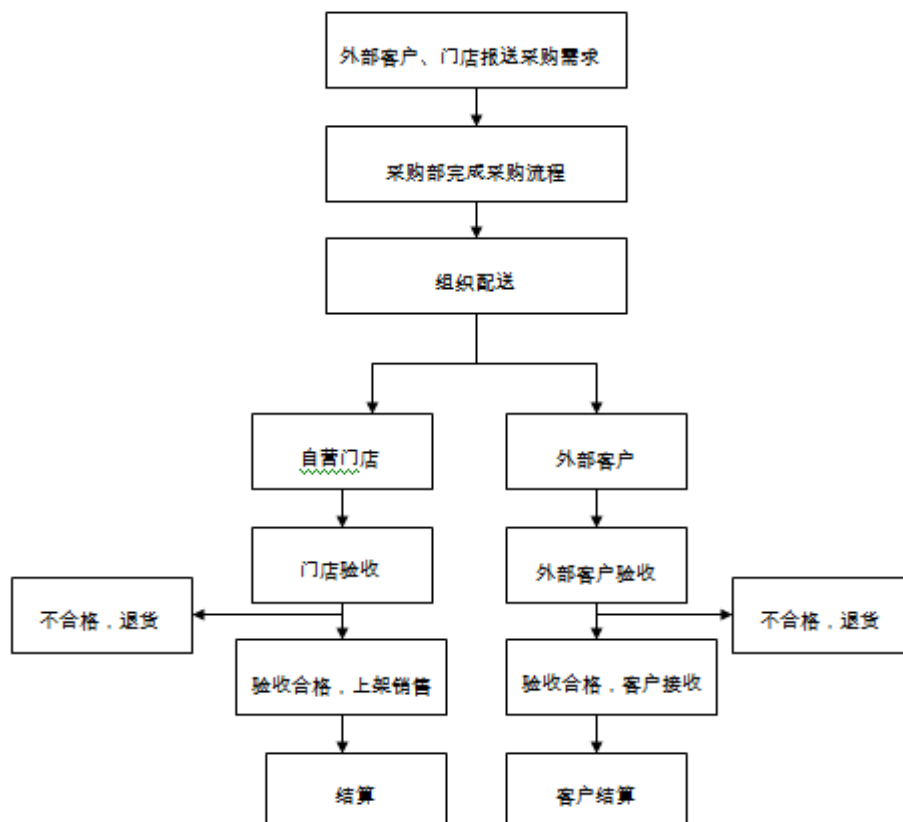 外部客户、门店报送采购需求
采购部完成采购流程
组织配送
自营门店
外部客户
门店验收
外部客户验收
不合格，退货
不合格，退货
验收合格，上架销售
验收合格，客户接收
结算
客户结算